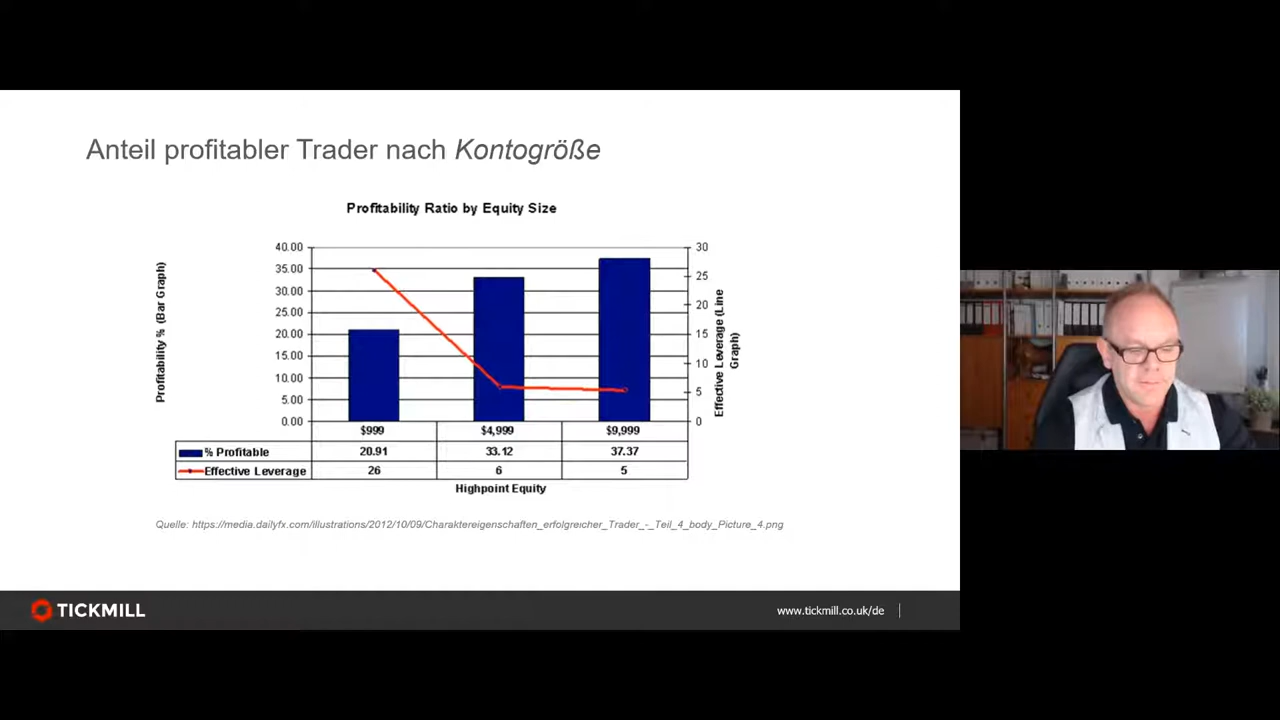 Anteil profitabler Trader nach Kontogröße
Profitability Ratio by Equity Size
Profitability % (Bar Graph)
40.00
35.00
30.00
25.00
20.00
15.00
10.00
5.00
0.00
30
25
20
15
10
5
0
Effective Leverage (Line
Graph)
$999 $4,999 $9,999
% Profitable 20.91 33.12 37.37
Effective Leverage 26 6 5
Highpoint Equity
Quelle: https://media.dailyfx.com/illustrations/2012/10/09/Charaktereigenschaften_erfolgreicher_Trader_-_Teil_4_body_Picture_4.png
TICKMILL
www.tickmill.co.uk/de